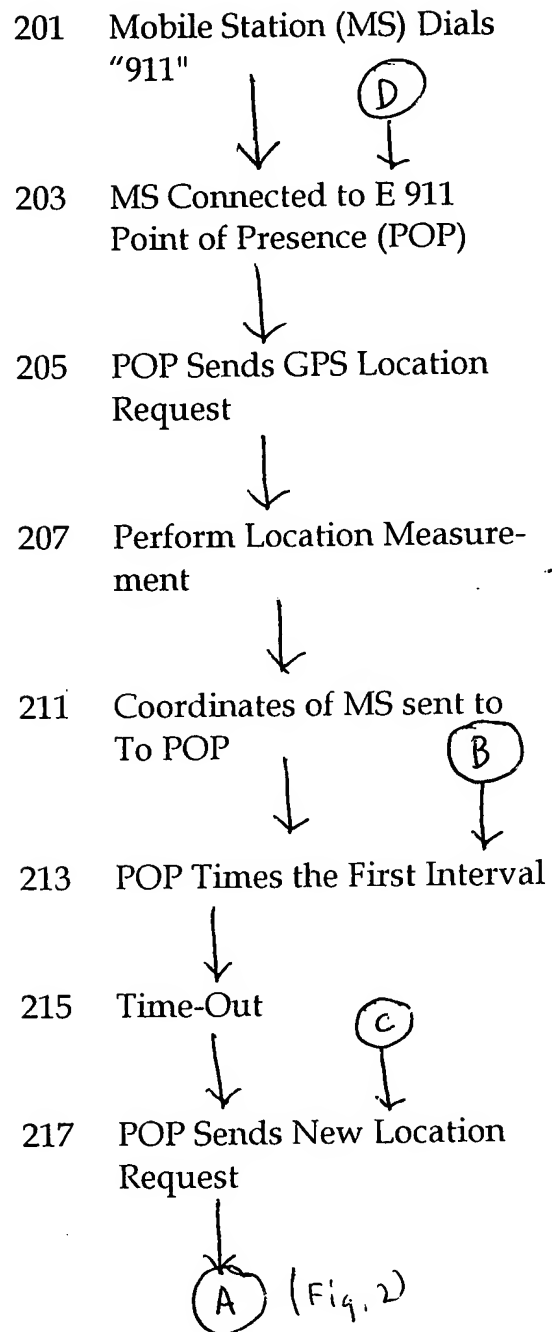 201 Mobile Station (MS) Dials
"911"
D
203 MS Connected to E 911
Point of Presence (POP)
205 POP Sends GPS Location
Request
207 Perform Location Measure-
ment
211 Coordinates of MS sent to
To POP
B
213 POP Times the First Interval
215 Time-Out
C
217 POP Sends New Location
Request
A (Fig. 2)